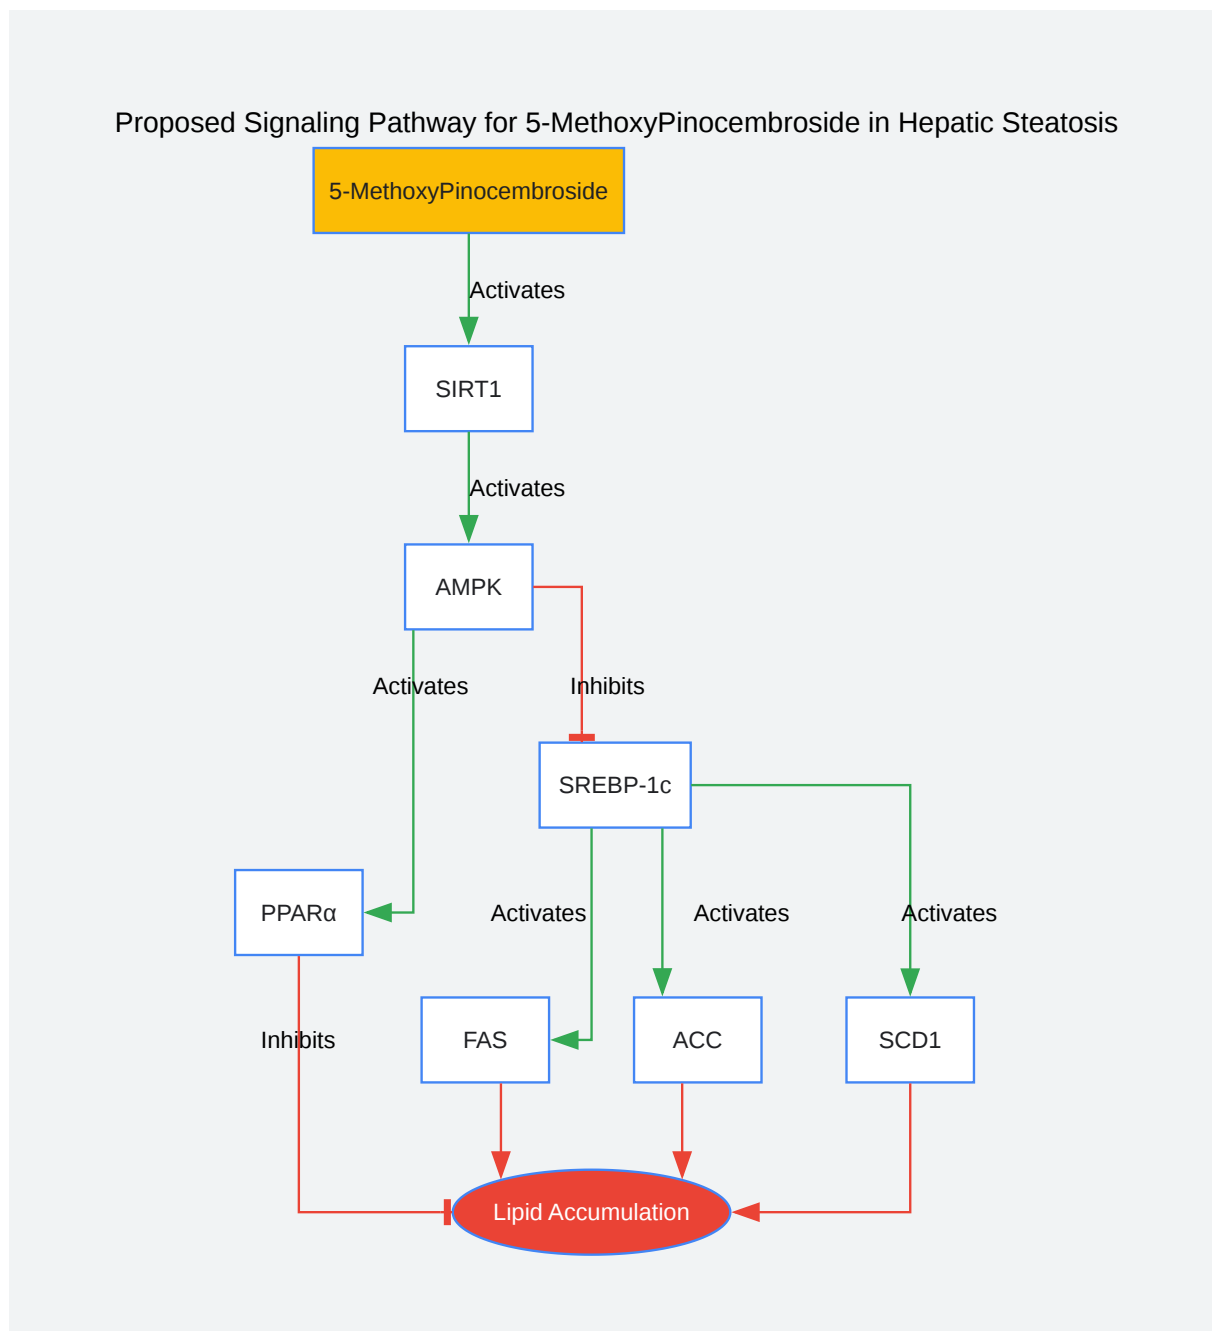 Proposed Signaling Pathway for 5-MethoxyPinocembroside in Hepatic Steatosis
5-MethoxyPinocembroside
Activates
SIRT1
Activates
AMPK
Activates
Inhibits
SREBP-1c
PPARα
Activates
Activates
Activates
Inhibits
FAS
ACC
SCD1
Lipid Accumulation